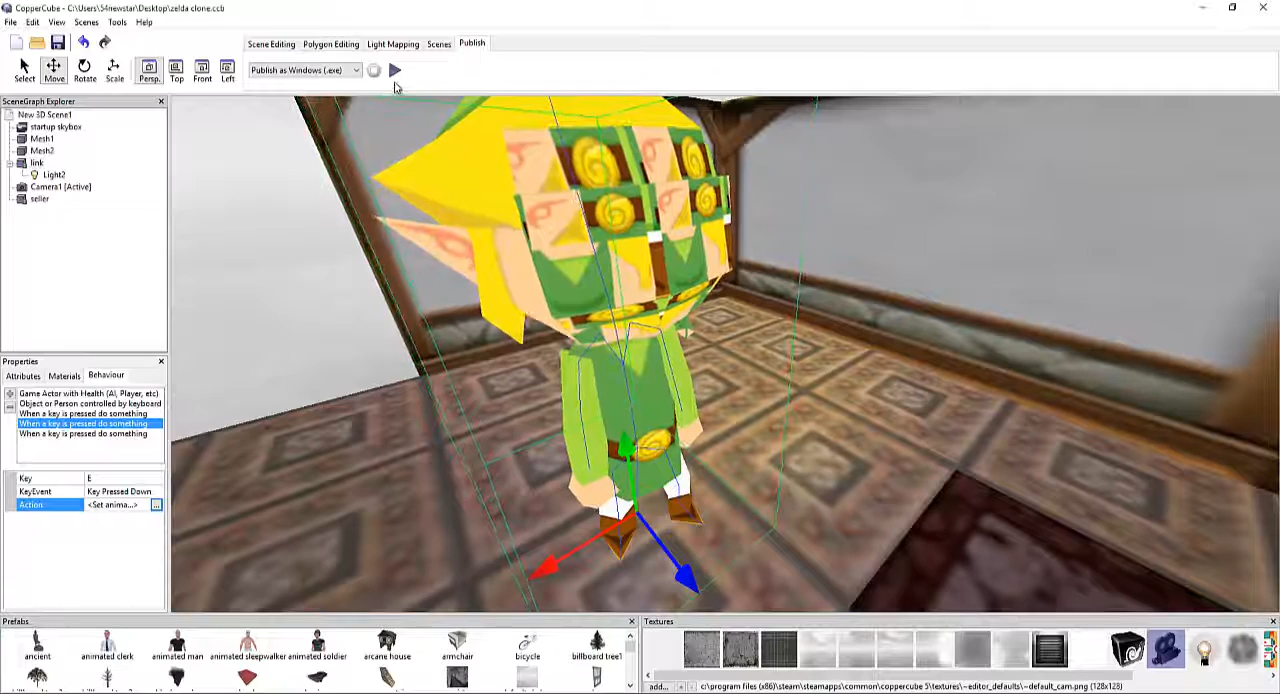 CopperCube - C:\Users\54newstar\Desktop\zelda clone.ccb
File Edit View Scenes Tools Help
Scene Editing Polygon Editing Light Mapping Scenes Publish
Select Move Rotate Scale Persp. Top Front Left
Publish as Windows (.exe)
SceneGraph Explorer
New 3D Scene1
startup skybox
Mesh1
Mesh2
link
Light2
Camera1 [Active]
seller
Properties
Attributes Materials Behaviour
Game Actor with Health (AI, Player, etc)
Object or Person controlled by keyboard
When a key is pressed do something
When a key is pressed do something
When a key is pressed do something
Key E
KeyEvent Key Pressed Down
Action <Set anima...> ...
Prefabs
ancient animated clerk animated man animated sleepwalker animated sold arcane house armchair bicycle billboard tree1
Textures
add... c:\program files (x86)\steam\steamapps\common\coppercube 5\textures\~editor_defaults\~default_cam.png (128x128)